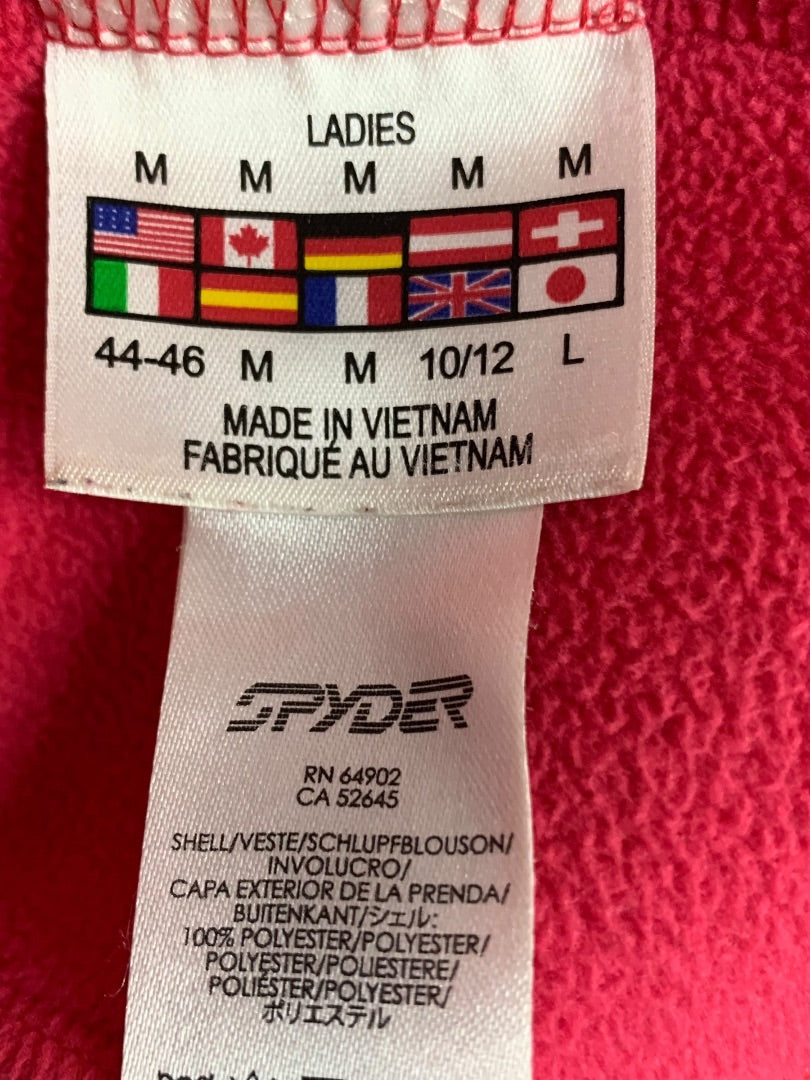 LADIES
M M M M M
44-46 M M 10/12 L
MADE IN VIETNAM
FABRIQUÉ AU VIETNAM
SPYDER
RN 64902
CA 52645
SHELL/VESTE/SCHLUPFBLOUSON/
INVOLUCRO/
CAPA EXTERIOR DE LA PRENDA/
BUITENKANT/シェル:
100% POLYESTER/POLYESTER/
POLYESTER/POLIESTERE/
POLIÉSTER/POLYESTER/
ポリエステル